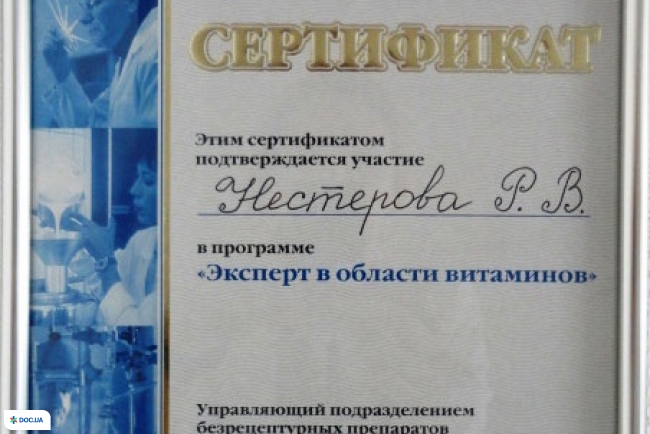 СЕРТИФИКАТ
Этим сертификатом
подтверждается участие
Нестерова Р. В.
в программе
«Эксперт в области витаминов»
Управляющий подразделением
безрецептурных препаратов
DOC.UA